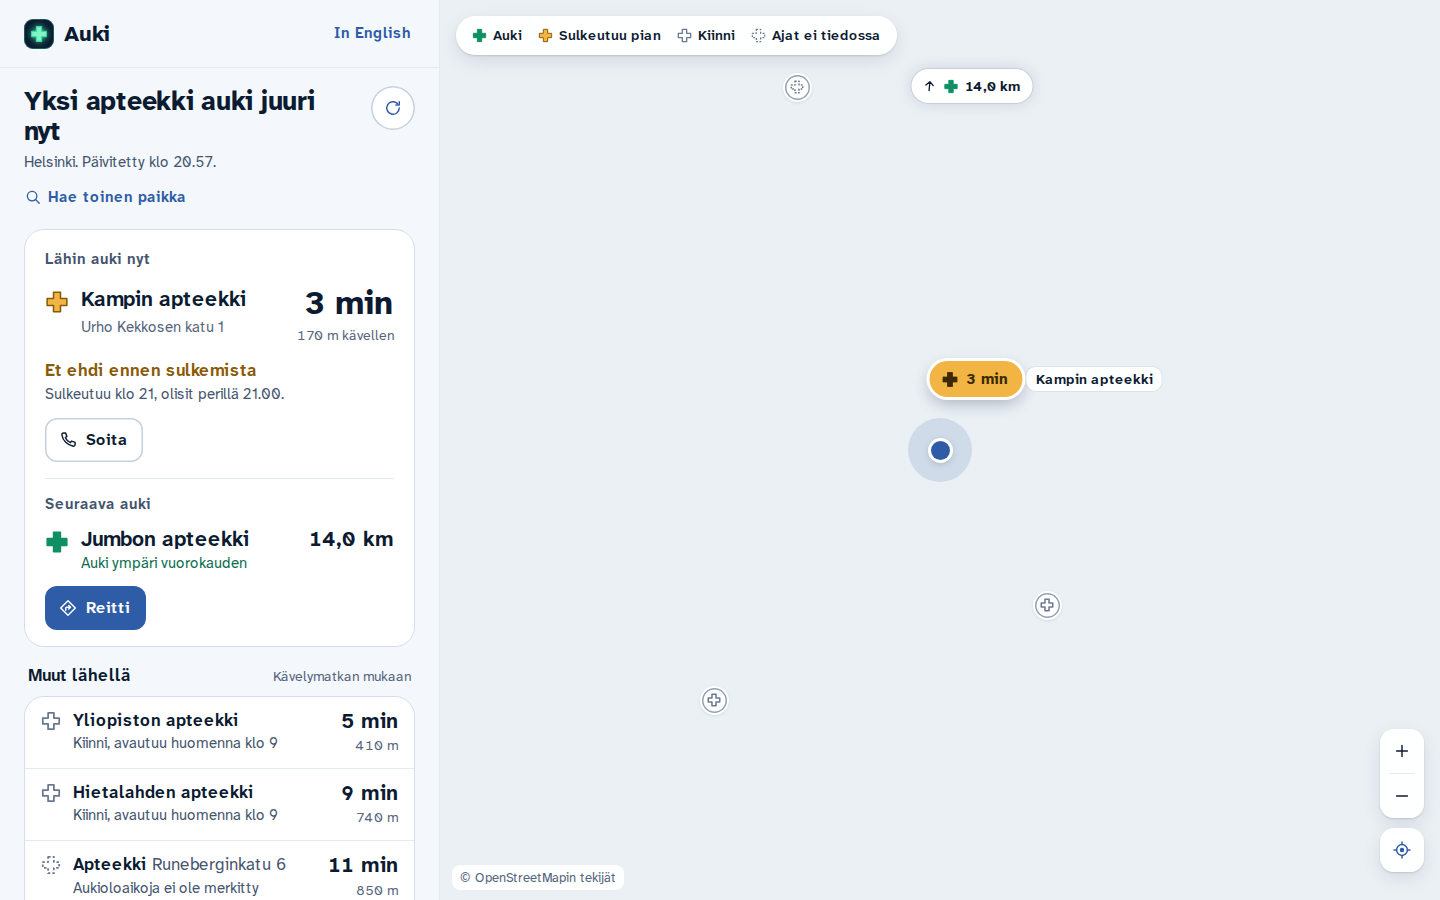 Auki
In English
Yksi apteekki auki juuri
nyt
Helsinki. Päivitetty klo 20.57.
Hae toinen paikka
Lähin auki nyt
Kampin apteekki
3 min
Urho Kekkosen katu 1
170 m kävellen
Et ehdi ennen sulkemista
Sulkeutuu klo 21, olisit perillä 21.00.
Soita
Seuraava auki
Jumbon apteekki
14,0 km
Auki ympäri vuorokauden
Reitti
Muut lähellä
Kävelymatkan mukaan
Yliopiston apteekki
5 min
Kiinni, avautuu huomenna klo 9
410 m
Hietalahden apteekki
9 min
Kiinni, avautuu huomenna klo 9
740 m
Apteekki Runeberginkatu 6
11 min
Aukioloaikoja ei ole merkitty
850 m
Auki
Sulkeutuu pian
Kiinni
Ajat ei tiedossa
14,0 km
3 min
Kampin apteekki
© OpenStreetMapin tekijät